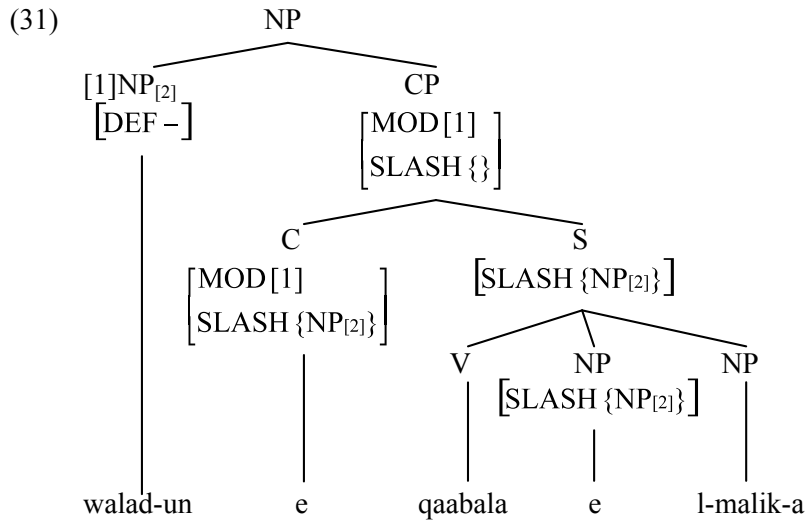 (31) NP
[1]NP[2] CP
[DEF –] [MOD [1]
SLASH {}]
C S
[MOD [1] [SLASH {NP[2]}]
SLASH {NP[2]}]
V NP NP
[SLASH {NP[2]}]
walad-un e qaabala e l-malik-a